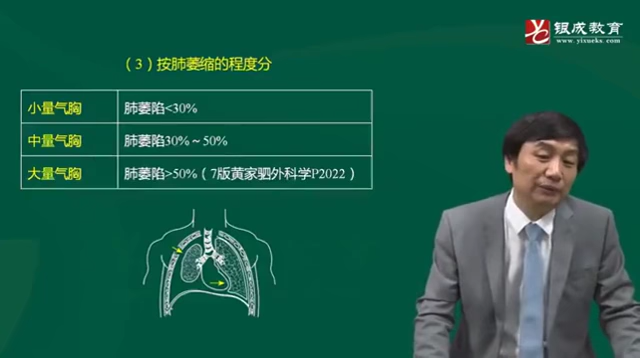 银成教育
www.yixueks.com
（3）按肺萎缩的程度分
小量气胸 肺萎陷<30%
中量气胸 肺萎陷30%～50%
大量气胸 肺萎陷>50%（7版黄家驷外科学P2022）